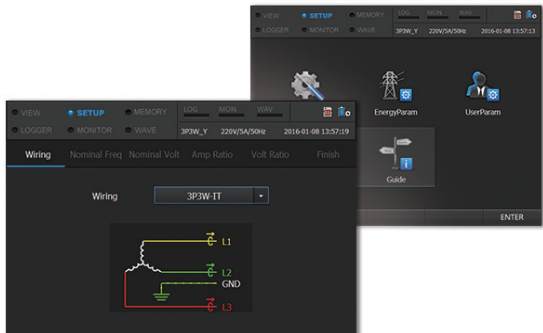 VIEW SETUP MEMORY LOG MON WAV
LOGGER MONITOR WAVE 3P3W_Y 220V/5A/50Hz 2016-01-08 13:57:13
EnergyParam UserParam
Guide
ENTER
VIEW SETUP MEMORY LOG MON WAV
LOGGER MONITOR WAVE 3P3W_Y 220V/5A/50Hz 2016-01-08 13:57:19
Wiring Nominal Freq Nominal Volt Amp Ratio Volt Ratio Finish
Wiring 3P3W-IT
L1
L2
GND
L3